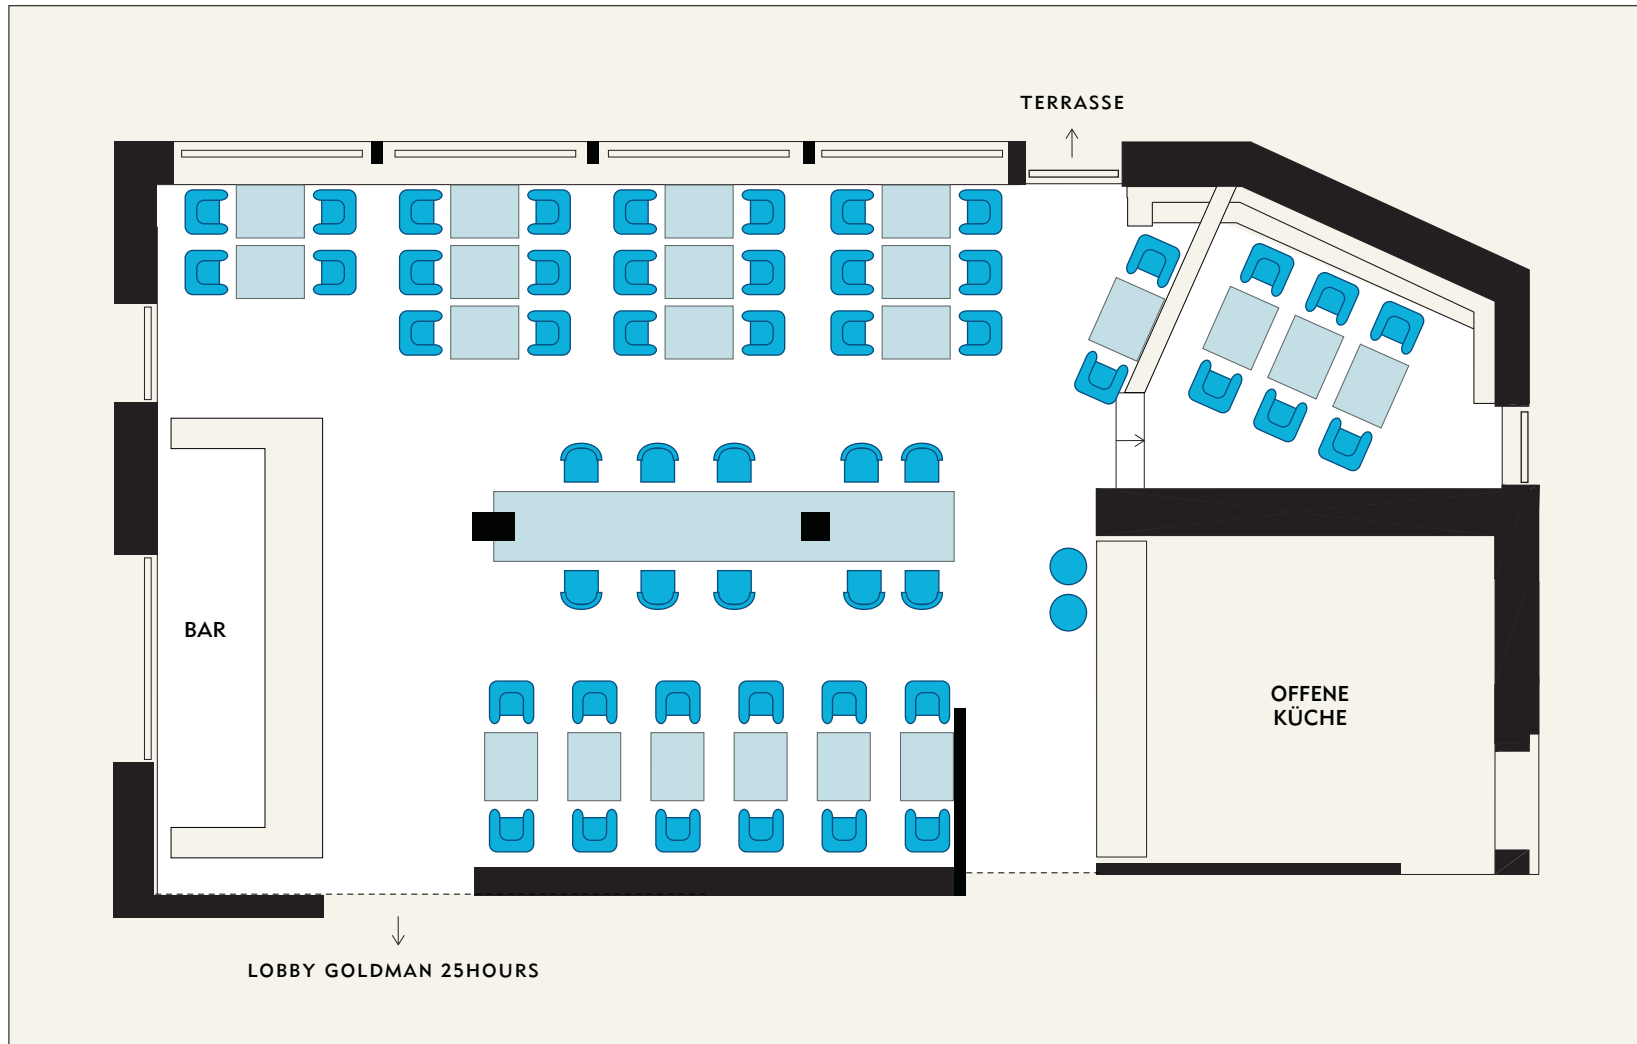 TERRASSE
BAR
OFFENE
KÜCHE
LOBBY GOLDMAN 25HOURS